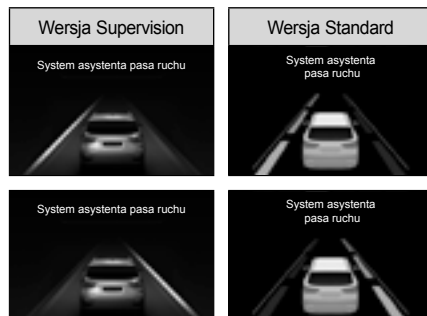 Wersja Supervision
Wersja Standard
System asystenta pasa ruchu
System asystenta
pasa ruchu
System asystenta pasa ruchu
System asystenta
pasa ruchu